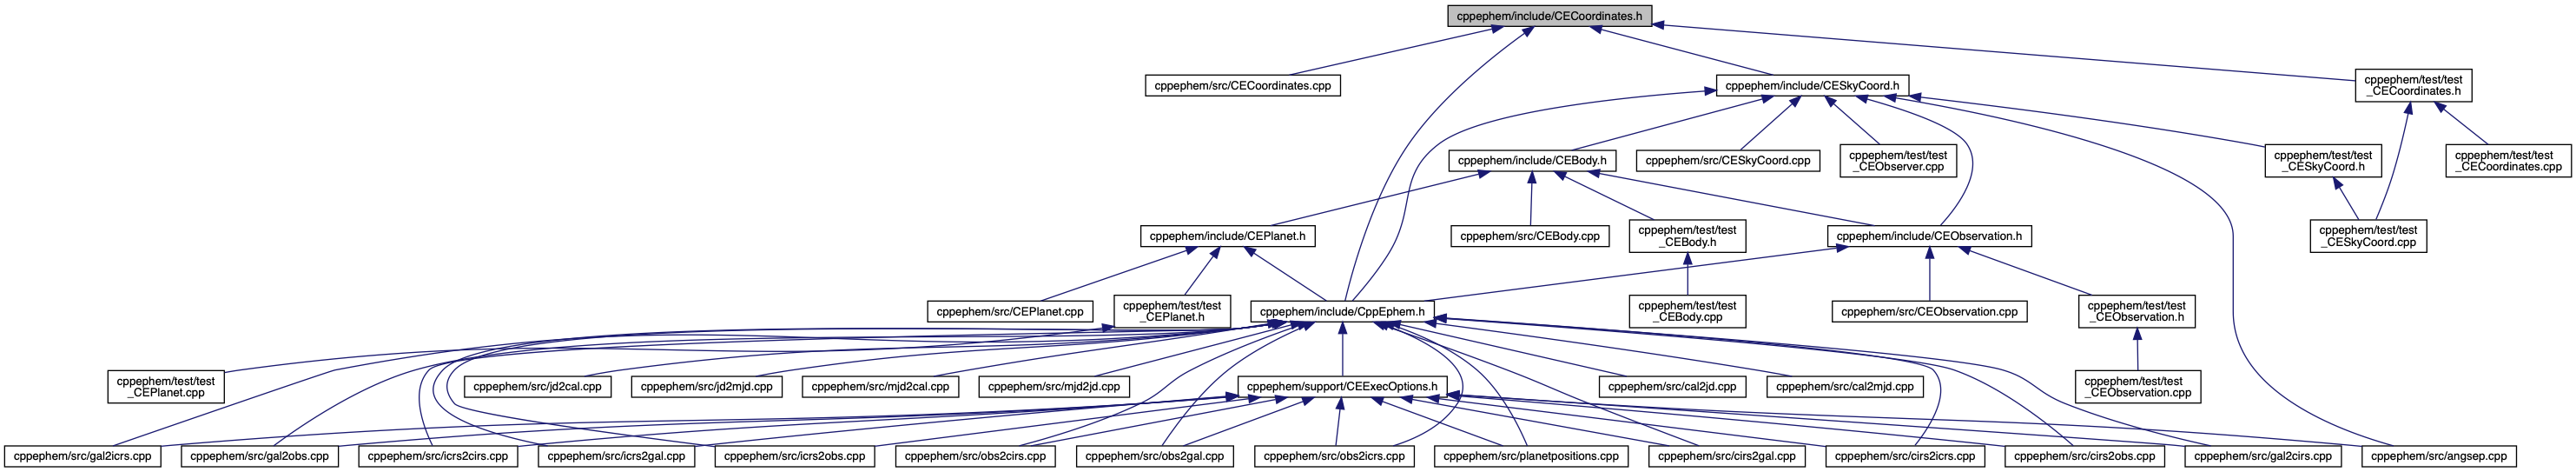 cppephem/include/CECoordinates.h
cppephem/src/CECoordinates.cpp
cppephem/include/CESkyCoord.h
cppephem/test/test
_CECoordinates.h
cppephem/include/CEBody.h
cppephem/src/CESkyCoord.cpp
cppephem/test/test
_CEObserver.cpp
cppephem/test/test
_CESkyCoord.h
cppephem/test/test
_CECoordinates.cpp
cppephem/include/CEPlanet.h
cppephem/src/CEBody.cpp
cppephem/test/test
_CEBody.h
cppephem/include/CEObservation.h
cppephem/test/test
_CESkyCoord.cpp
cppephem/src/CEPlanet.cpp
cppephem/test/test
_CEPlanet.h
cppephem/include/CppEphem.h
cppephem/test/test
_CEBody.cpp
cppephem/src/CEObservation.cpp
cppephem/test/test
_CEObservation.h
cppephem/test/test
_CEPlanet.cpp
cppephem/src/jd2cal.cpp
cppephem/src/jd2mjd.cpp
cppephem/src/mjd2cal.cpp
cppephem/src/mjd2jd.cpp
cppephem/support/CEExecOptions.h
cppephem/src/cal2jd.cpp
cppephem/src/cal2mjd.cpp
cppephem/test/test
_CEObservation.cpp
cppephem/src/gal2icrs.cpp
cppephem/src/gal2obs.cpp
cppephem/src/icrs2cirs.cpp
cppephem/src/icrs2gal.cpp
cppephem/src/icrs2obs.cpp
cppephem/src/obs2cirs.cpp
cppephem/src/obs2gal.cpp
cppephem/src/obs2icrs.cpp
cppephem/src/planetpositions.cpp
cppephem/src/cirs2gal.cpp
cppephem/src/cirs2icrs.cpp
cppephem/src/cirs2obs.cpp
cppephem/src/gal2cirs.cpp
cppephem/src/angsep.cpp